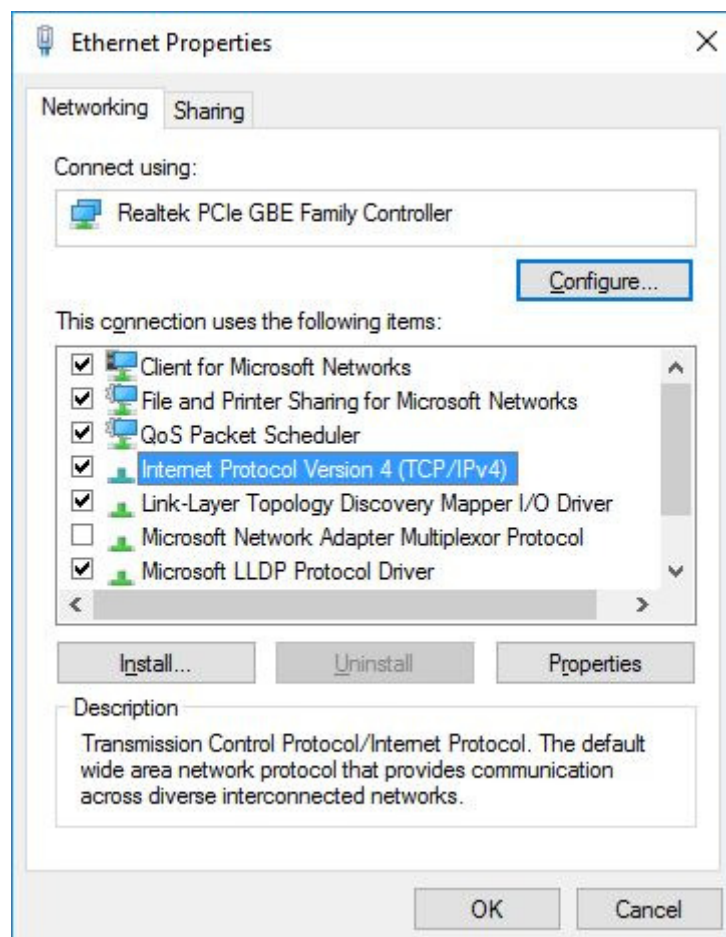 Ethernet Properties
Networking
Sharing
Connect using:
Realtek PCIe GBE Family Controller
Configure...
This connection uses the following items:
Client for Microsoft Networks
File and Printer Sharing for Microsoft Networks
QoS Packet Scheduler
Internet Protocol Version 4 (TCP/IPv4)
Link-Layer Topology Discovery Mapper I/O Driver
Microsoft Network Adapter Multiplexor Protocol
Microsoft LLDP Protocol Driver
Install... Uninstall Properties
Description
Transmission Control Protocol/Internet Protocol. The default
wide area network protocol that provides communication
across diverse interconnected networks.
OK Cancel